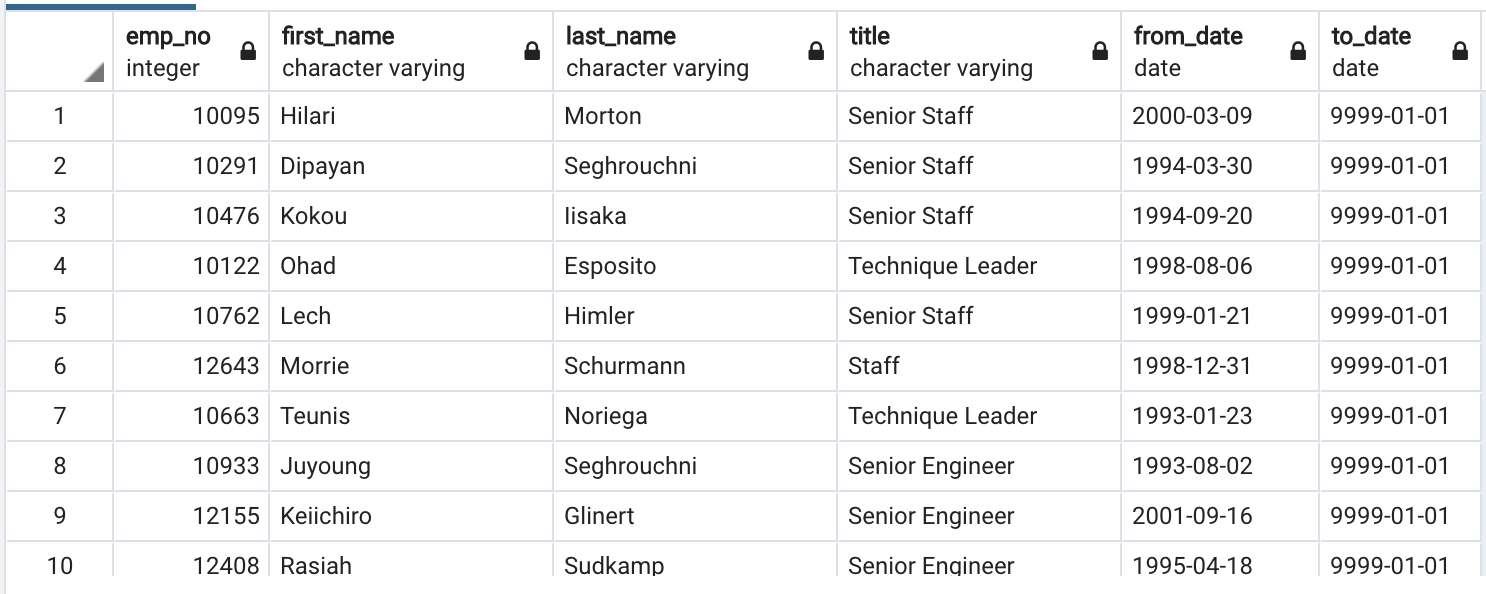 emp_no first_name last_name title from_date to_date
integer character varying character varying character varying date date
1 10095 Hilari Morton Senior Staff 2000-03-09 9999-01-01
2 10291 Dipayan Seghrouchni Senior Staff 1994-03-30 9999-01-01
3 10476 Kokou Iisaka Senior Staff 1994-09-20 9999-01-01
4 10122 Ohad Esposito Technique Leader 1998-08-06 9999-01-01
5 10762 Lech Himler Senior Staff 1999-01-21 9999-01-01
6 12643 Morrie Schurmann Staff 1998-12-31 9999-01-01
7 10663 Teunis Noriega Technique Leader 1993-01-23 9999-01-01
8 10933 Juyoung Seghrouchni Senior Engineer 1993-08-02 9999-01-01
9 12155 Keiichiro Glinert Senior Engineer 2001-09-16 9999-01-01
10 12408 Rasiah Sudkamp Senior Engineer 1995-04-18 9999-01-01